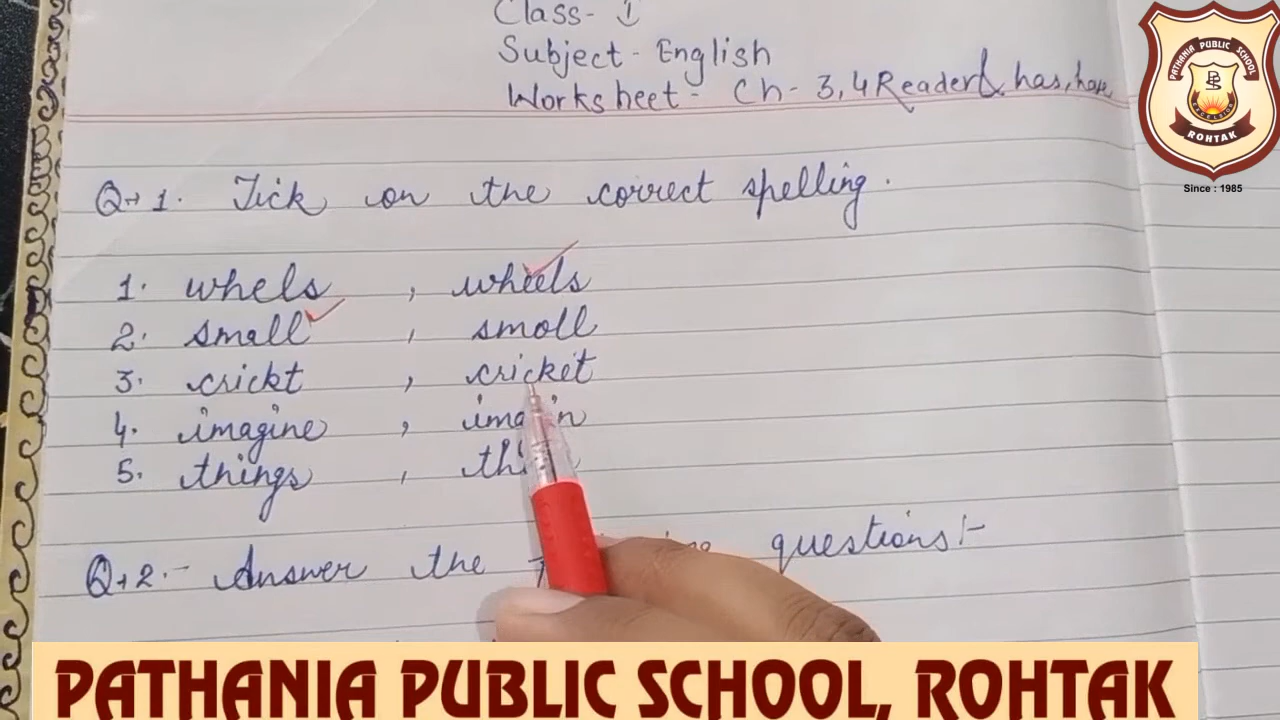 Class- I
Subject- English
Worksheet- Ch- 3,4 Reader & has, have
Q→1. Tick on the correct spelling.
1. whels , wheels
2. small , smoll
3. crickt , cricket
4. imagine ,
5. things ,
Q→2.- Answer the questions:-
PATHANIA PUBLIC SCHOOL
EXCELSIOR
ROHTAK
Since : 1985
PATHANIA PUBLIC SCHOOL, ROHTAK